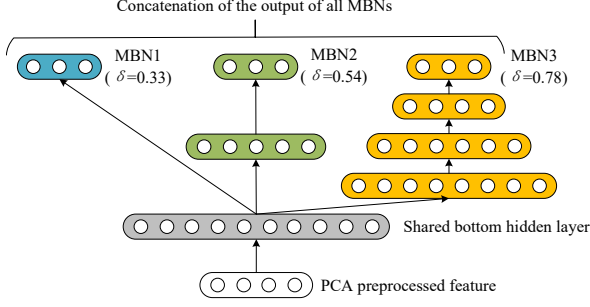 Concatenation of the output of all MBNs
MBN1
( δ=0.33)
MBN2
( δ=0.54)
MBN3
( δ=0.78)
Shared bottom hidden layer
PCA preprocessed feature